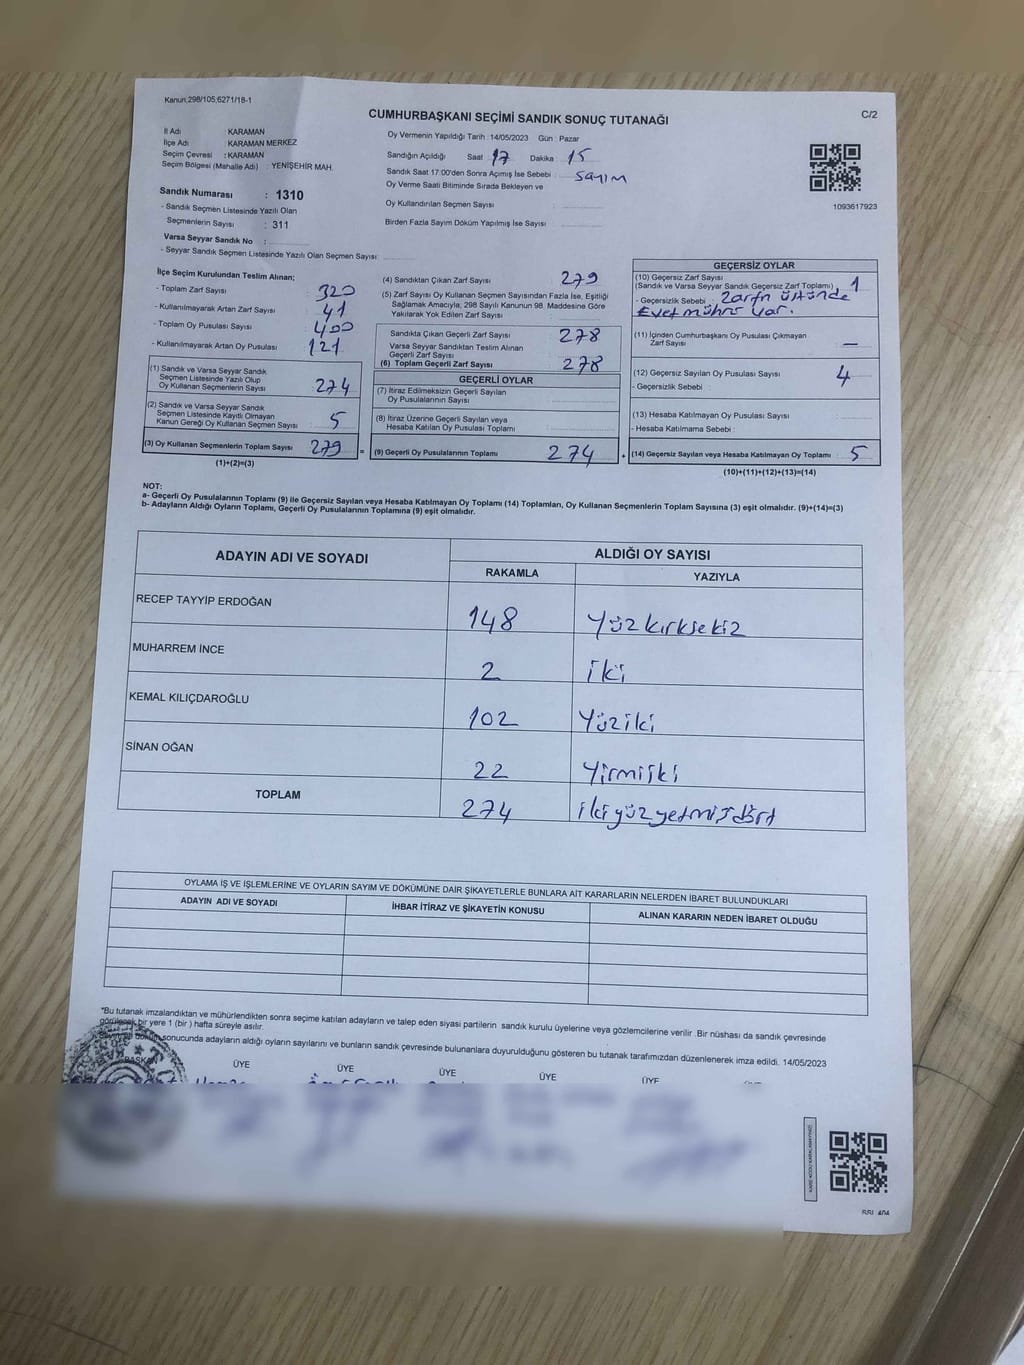 Kanun:298/105,6271/18-1
C/2
CUMHURBAŞKANI SEÇİMİ SANDIK SONUÇ TUTANAĞI
İl Adı : KARAMAN
İlçe Adı : KARAMAN MERKEZ
Seçim Çevresi : KARAMAN
Seçim Bölgesi (Mahalle Adı) : YENİŞEHİR MAH.
Sandık Numarası : 1310
- Sandık Seçmen Listesinde Yazılı Olan
Seçmenlerin Sayısı : 311
Varsa Seyyar Sandık No :
- Seyyar Sandık Seçmen Listesinde Yazılı Olan Seçmen Sayısı :
Oy Vermenin Yapıldığı Tarih : 14/05/2023 Gün : Pazar
Sandığın Açıldığı Saat : 17 Dakika : 15
Sandık Saat 17:00'den Sonra Açımış İse Sebebi : sayım
Oy Verme Saati Bitiminde Sırada Bekleyen ve
Oy Kullandırılan Seçmen Sayısı :
Birden Fazla Sayım Döküm Yapılmış İse Sayısı :
1093617923
İlçe Seçim Kurulundan Teslim Alınan;
- Toplam Zarf Sayısı : 320
- Kullanılmayarak Artan Zarf Sayısı : 41
- Toplam Oy Pusulası Sayısı : 400
- Kullanılmayarak Artan Oy Pusulası : 121
(1) Sandık ve Varsa Seyyar Sandık
Seçmen Listesinde Yazılı Olup
Oy Kullanan Seçmenlerin Sayısı : 274
(2) Sandık ve Varsa Seyyar Sandık
Seçmen Listesinde Kayıtlı Olmayan
Kanun Gereği Oy Kullanan Seçmen Sayısı : 5
(3) Oy Kullanan Seçmenlerin Toplam Sayısı : 279 =
(1)+(2)=(3)
(4) Sandıktan Çıkan Zarf Sayısı : 279
(5) Zarf Sayısı Oy Kullanan Seçmen Sayısından Fazla İse, Eşitliği
Sağlamak Amacıyla, 298 Sayılı Kanunun 98. Maddesine Göre
Yakılarak Yok Edilen Zarf Sayısı :
Sandıkta Çıkan Geçerli Zarf Sayısı : 278
Varsa Seyyar Sandıktan Teslim Alınan
Geçerli Zarf Sayısı :
(6) Toplam Geçerli Zarf Sayısı : 278
GEÇERLİ OYLAR
(7) İtiraz Edilmeksizin Geçerli Sayılan
Oy Pusulalarının Sayısı :
(8) İtiraz Üzerine Geçerli Sayılan veya
Hesaba Katılan Oy Pusulası Toplamı :
(9) Geçerli Oy Pusulalarının Toplamı : 274 +
GEÇERSİZ OYLAR
(10) Geçersiz Zarf Sayısı
(Sandık ve Varsa Seyyar Sandık Geçersiz Zarf Toplamı) : 1
- Geçersizlik Sebebi : Zarfın üstünde
Evet mührü var.
(11) İçinden Cumhurbaşkanı Oy Pusulası Çıkmayan
Zarf Sayısı : —
(12) Geçersiz Sayılan Oy Pusulası Sayısı : 4
- Geçersizlik Sebebi :
(13) Hesaba Katılmayan Oy Pusulası Sayısı :
- Hesaba Katılmama Sebebi :
(14) Geçersiz Sayılan veya Hesaba Katılmayan Oy Toplamı : 5
(10)+(11)+(12)+(13)=(14)
NOT:
a- Geçerli Oy Pusulalarının Toplamı (9) ile Geçersiz Sayılan veya Hesaba Katılmayan Oy Toplamı (14) Toplamları, Oy Kullanan Seçmenlerin Toplam Sayısına (3) eşit olmalıdır. (9)+(14)=(3)
b- Adayların Aldığı Oyların Toplamı, Geçerli Oy Pusulalarının Toplamına (9) eşit olmalıdır.
ADAYIN ADI VE SOYADI
ALDIĞI OY SAYISI
RAKAMLA YAZIYLA
RECEP TAYYİP ERDOĞAN 148 yüzkırksekiz
MUHARREM İNCE 2 iki
KEMAL KILIÇDAROĞLU 102 yüziki
SİNAN OĞAN 22 yirmiiki
TOPLAM 274 ikiyüzyetmişdört
OYLAMA İŞ VE İŞLEMLERİNE VE OYLARIN SAYIM VE DÖKÜMÜNE DAİR ŞİKAYETLERLE BUNLARA AİT KARARLARIN NELERDEN İBARET BULUNDUKLARI
ADAYIN ADI VE SOYADI İHBAR İTİRAZ VE ŞİKAYETİN KONUSU ALINAN KARARIN NEDEN İBARET OLDUĞU
*Bu tutanak imzalandıktan ve mühürlendikten sonra seçime katılan adayların ve talep eden siyasi partilerin sandık kurulu üyelerine veya gözlemcilerine verilir. Bir nüshası da sandık çevresinde
görülecek bir yere 1 (bir ) hafta süreyle asılır.
sonucunda adayların aldığı oyların sayılarını ve bunların sandık çevresinde bulunanlara duyurulduğunu gösteren bu tutanak tarafımızdan düzenlenerek imza edildi. 14/05/2023
BAŞKAN ÜYE ÜYE ÜYE ÜYE ÜYE